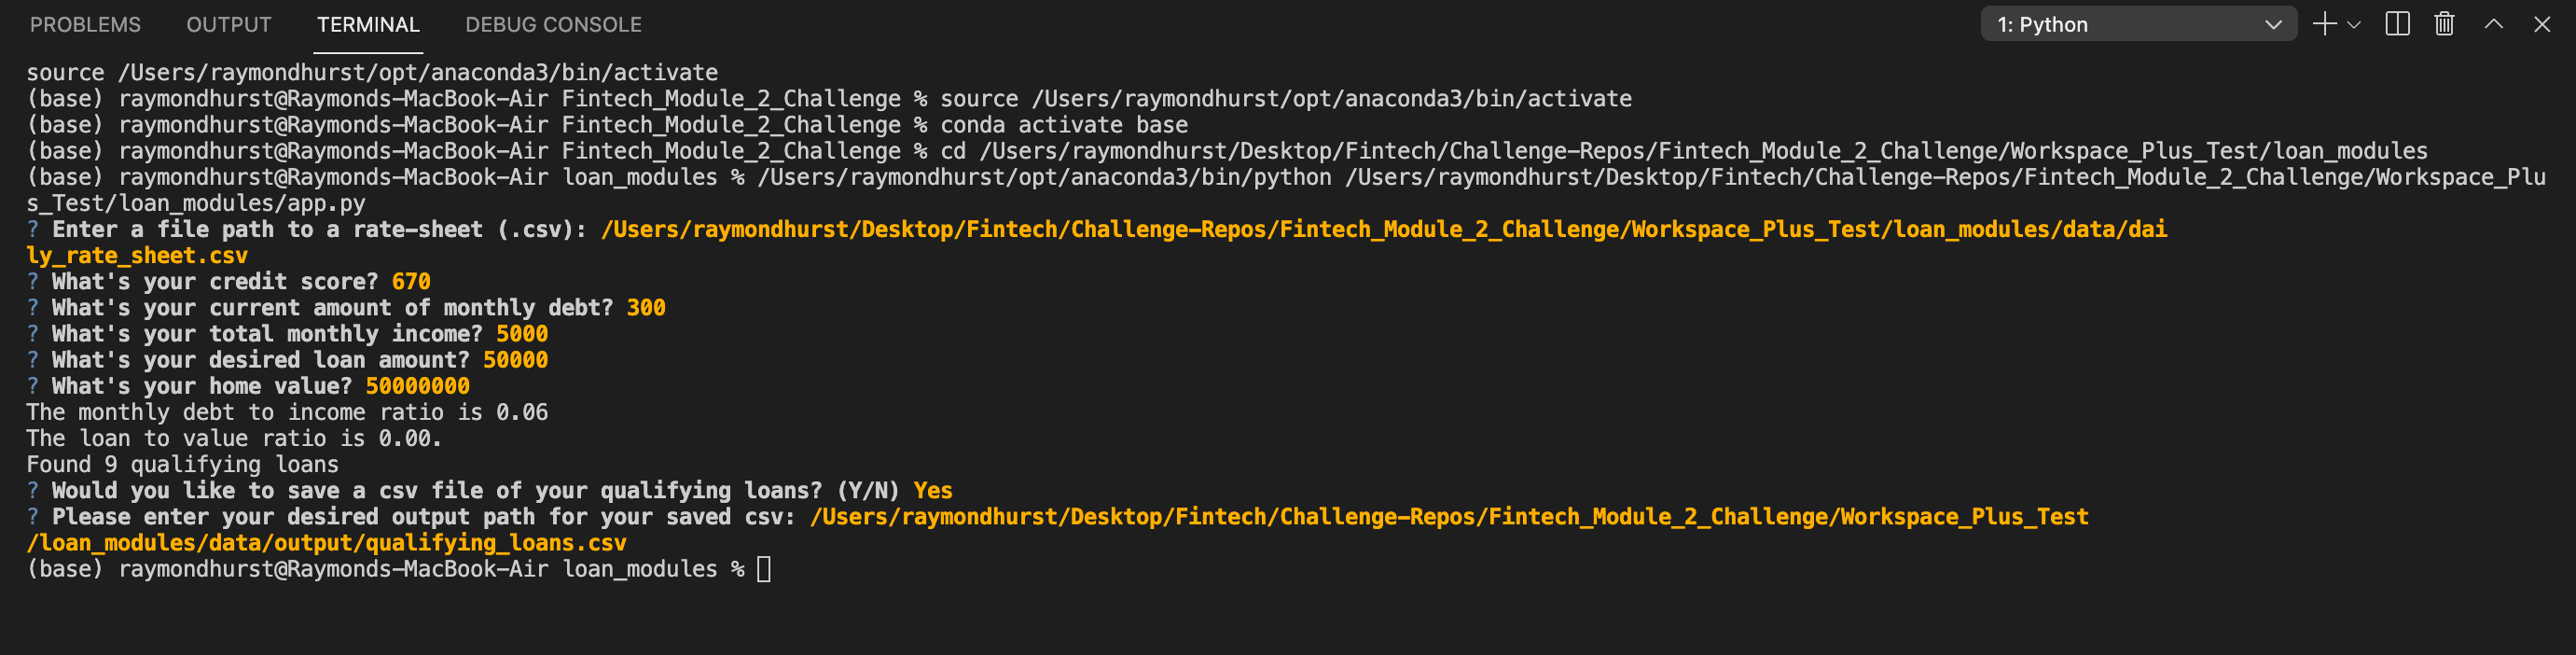 PROBLEMS OUTPUT TERMINAL DEBUG CONSOLE 1: Python
source /Users/raymondhurst/opt/anaconda3/bin/activate
(base) raymondhurst@Raymonds-MacBook-Air Fintech_Module_2_Challenge % source /Users/raymondhurst/opt/anaconda3/bin/activate
(base) raymondhurst@Raymonds-MacBook-Air Fintech_Module_2_Challenge % conda activate base
(base) raymondhurst@Raymonds-MacBook-Air Fintech_Module_2_Challenge % cd /Users/raymondhurst/Desktop/Fintech/Challenge-Repos/Fintech_Module_2_Challenge/Workspace_Plus_Test/loan_modules
(base) raymondhurst@Raymonds-MacBook-Air loan_modules % /Users/raymondhurst/opt/anaconda3/bin/python /Users/raymondhurst/Desktop/Fintech/Challenge-Repos/Fintech_Module_2_Challenge/Workspace_Plu
s_Test/loan_modules/app.py
? Enter a file path to a rate-sheet (.csv): /Users/raymondhurst/Desktop/Fintech/Challenge-Repos/Fintech_Module_2_Challenge/Workspace_Plus_Test/loan_modules/data/dai
ly_rate_sheet.csv
? What's your credit score? 670
? What's your current amount of monthly debt? 300
? What's your total monthly income? 5000
? What's your desired loan amount? 50000
? What's your home value? 50000000
The monthly debt to income ratio is 0.06
The loan to value ratio is 0.00.
Found 9 qualifying loans
? Would you like to save a csv file of your qualifying loans? (Y/N) Yes
? Please enter your desired output path for your saved csv: /Users/raymondhurst/Desktop/Fintech/Challenge-Repos/Fintech_Module_2_Challenge/Workspace_Plus_Test
/loan_modules/data/output/qualifying_loans.csv
(base) raymondhurst@Raymonds-MacBook-Air loan_modules %